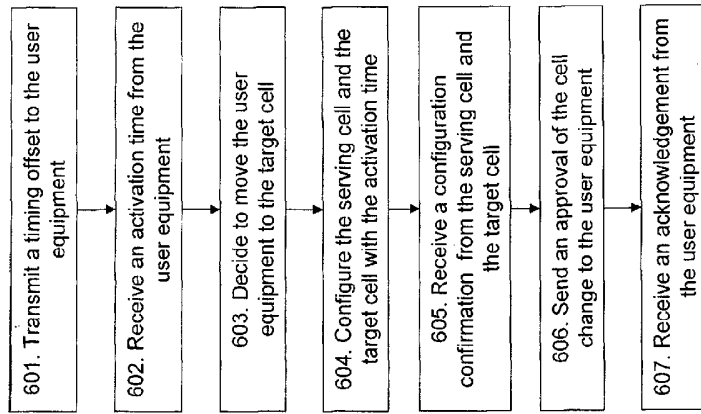 601. Transmit a timing offset to the user
equipment
602. Receive an activation time from the
user equipment
603. Decide to move the user
equipment to the target cell
604. Configure the serving cell and the
target cell with the activation time
605. Receive a configuration
confirmation from the serving cell and
the target cell
606. Send an approval of the cell
change to the user equipment
607. Receive an acknowledgement from
the user equipment